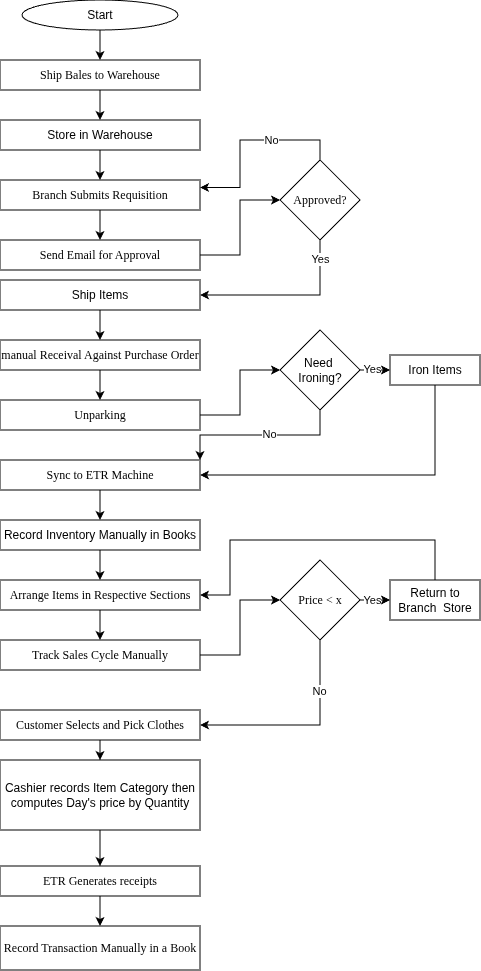 Start
Ship Bales to Warehouse
Store in Warehouse
No
Branch Submits Requisition
Approved?
Send Email for Approval
Yes
Ship Items
manual Receival Against Purchase Order
Need
Ironing?
Yes
Iron Items
Unparking
No
Sync to ETR Machine
Record Inventory Manually in Books
Arrange Items in Respective Sections
Price < x
Yes
Return to
Branch Store
Track Sales Cycle Manually
No
Customer Selects and Pick Clothes
Cashier records Item Category then
computes Day's price by Quantity
ETR Generates receipts
Record Transaction Manually in a Book